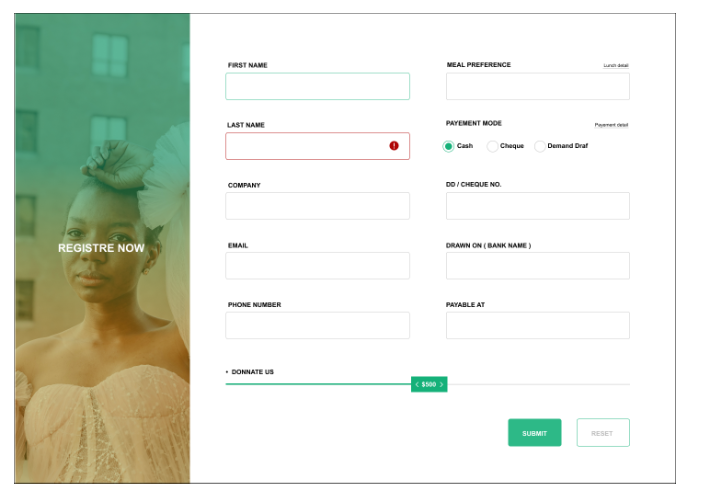 REGISTRE NOW
FIRST NAME
LAST NAME
!
COMPANY
EMAIL
PHONE NUMBER
MEAL PREFERENCE
Lunch detail
PAYEMENT MODE
Payement detail
Cash
Cheque
Demand Draf
DD / CHEQUE NO.
DRAWN ON ( BANK NAME )
PAYABLE AT
• DONNATE US
< $500 >
SUBMIT
RESET